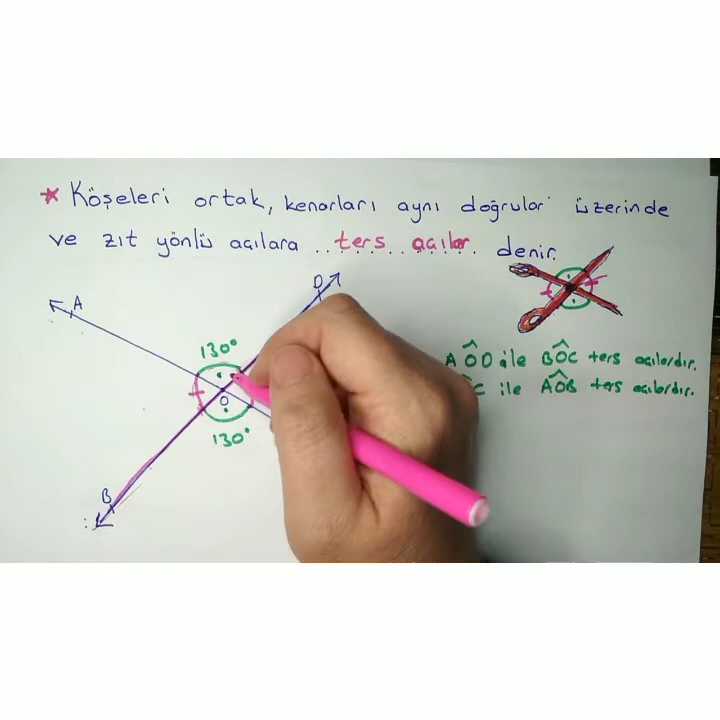 * Köşeleri ortak, kenarları aynı doğrular üzerinde
ve zıt yönlü açılara ..ters açılar.. denir.
A
D
130°
O
130°
B
AÔD ile BÔC ters açılardır.
C ile AÔB ters açılardır.